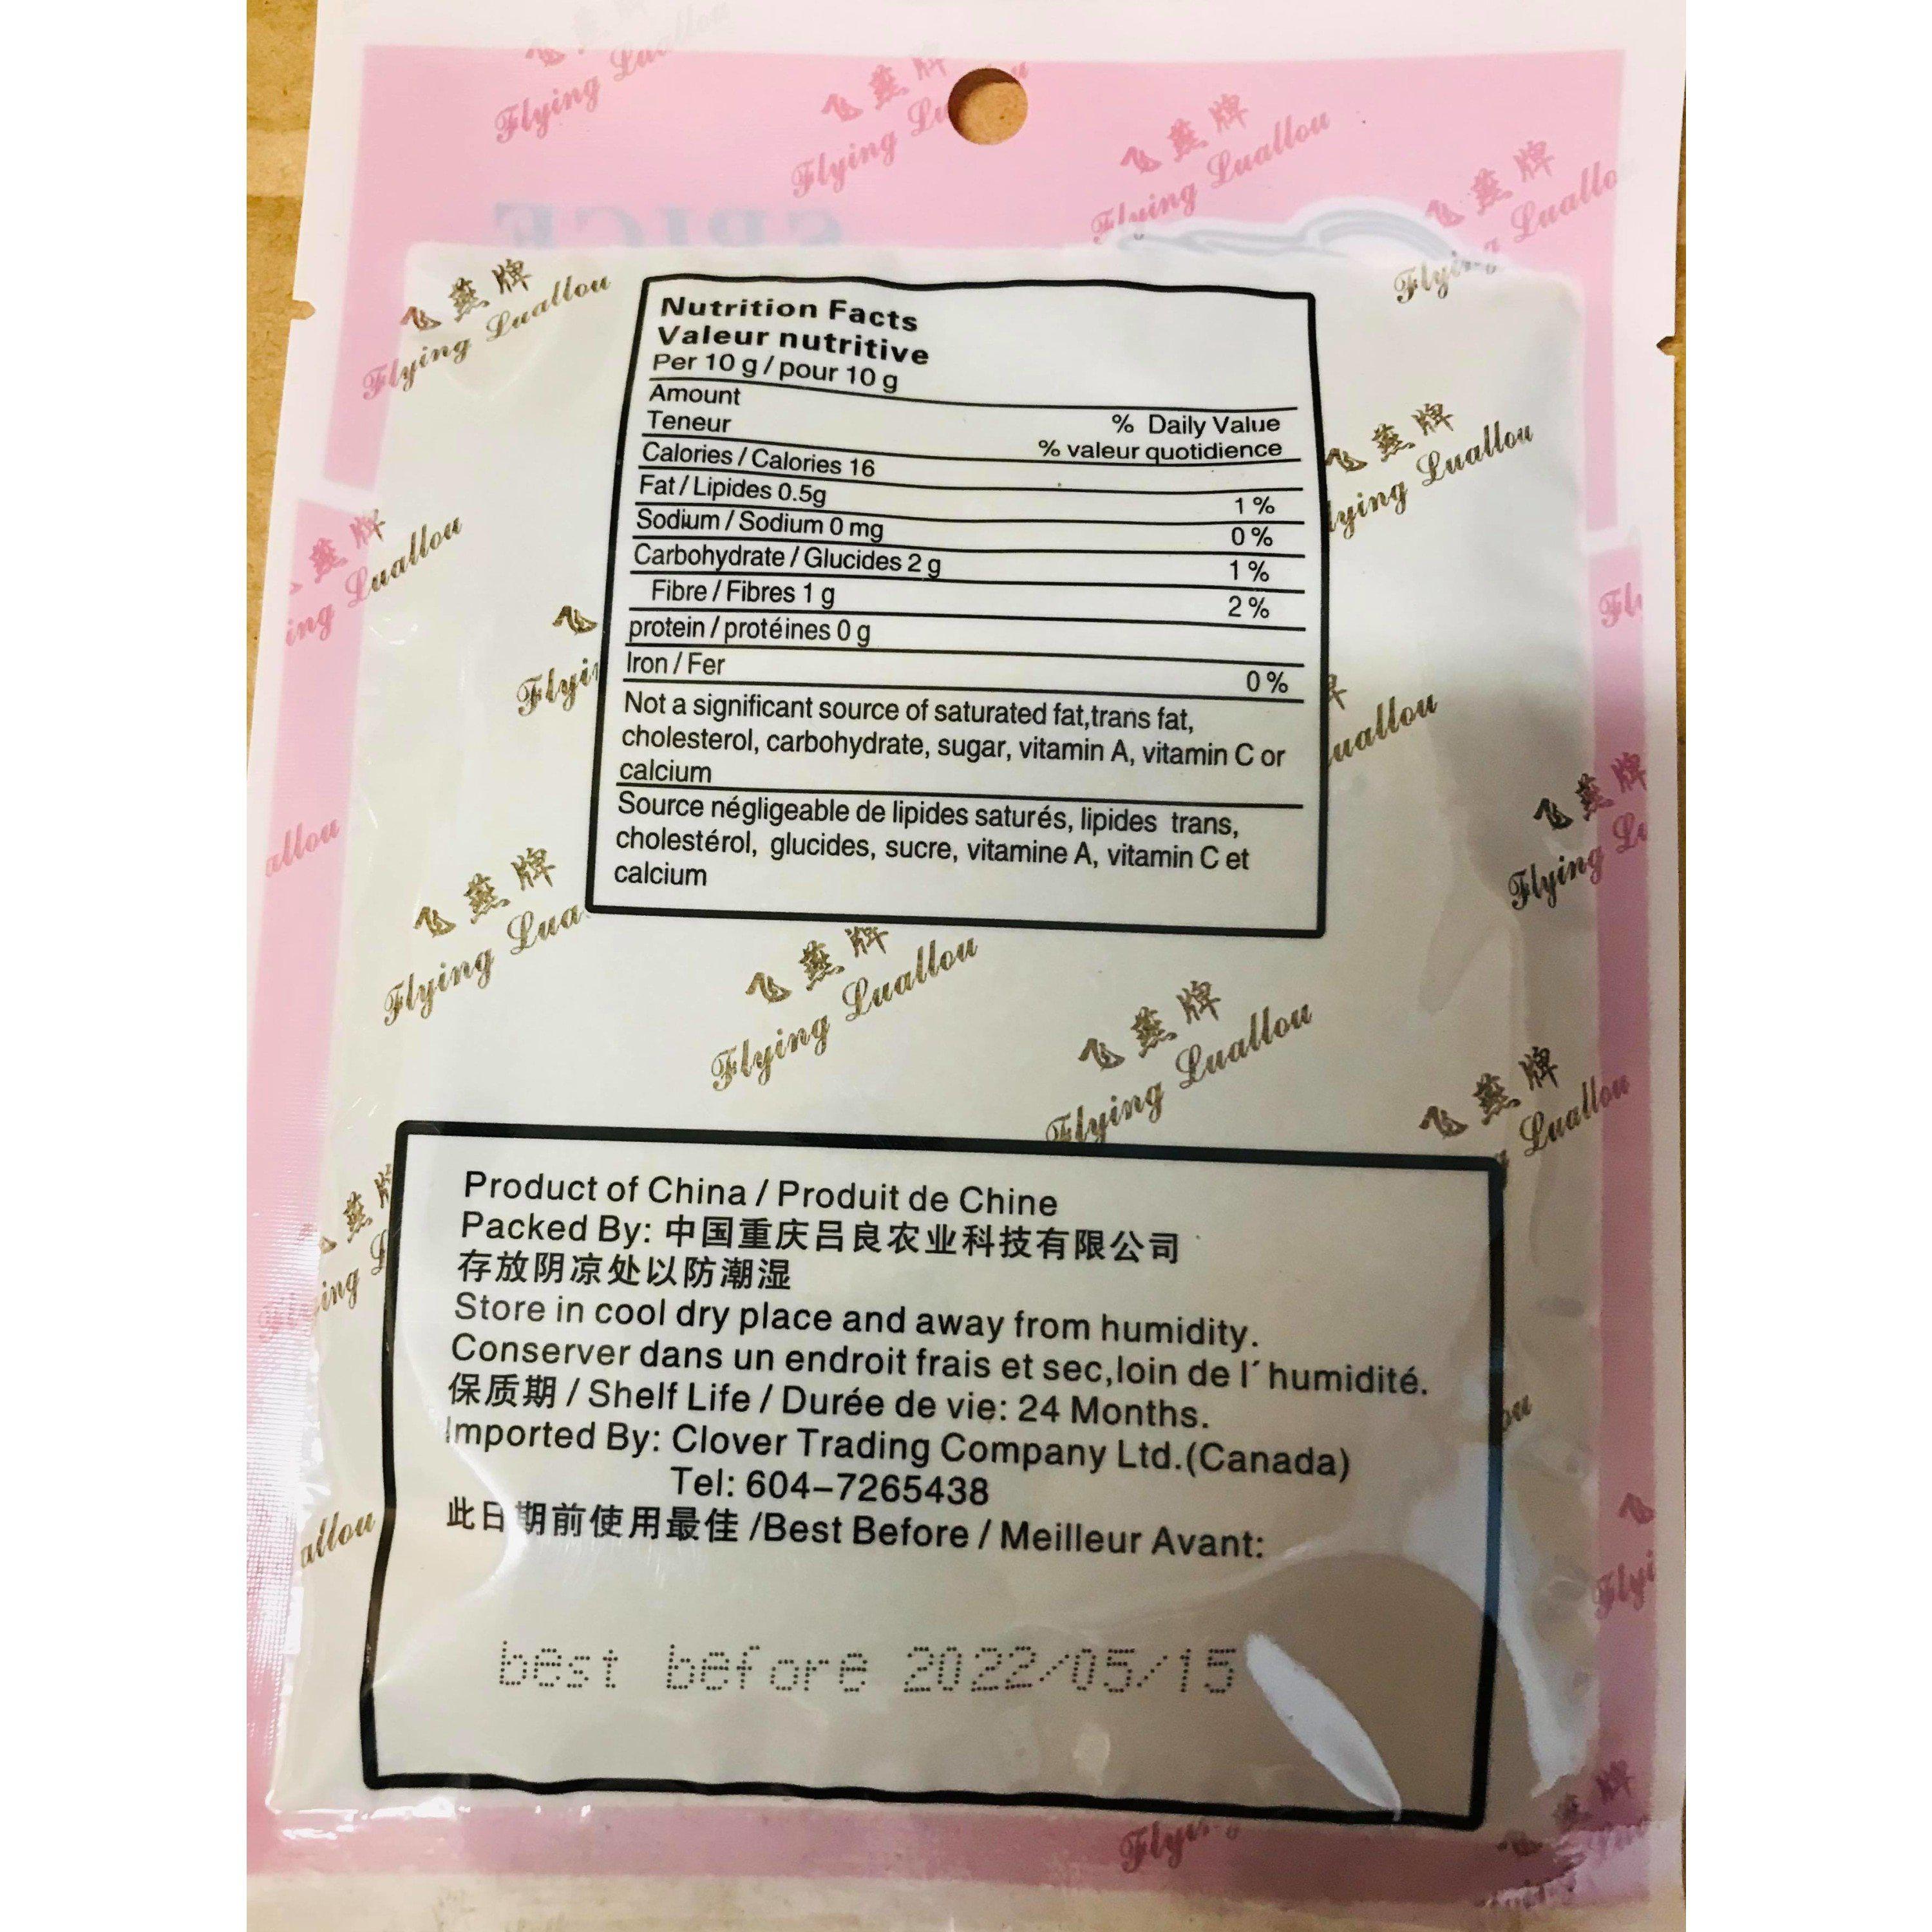 飞燕牌
Flying Luallou
SPICE
Nutrition Facts
Valeur nutritive
Per 10 g / pour 10 g
Amount
Teneur
% Daily Value
% valeur quotidience
Calories / Calories 16
Fat / Lipides 0.5g 1 %
Sodium / Sodium 0 mg 0 %
Carbohydrate / Glucides 2 g 1 %
Fibre / Fibres 1 g 2 %
protein / protéines 0 g
Iron / Fer 0 %
Not a significant source of saturated fat,trans fat,
cholesterol, carbohydrate, sugar, vitamin A, vitamin C or
calcium
Source négligeable de lipides saturés, lipides trans,
cholestérol, glucides, sucre, vitamine A, vitamin C et
calcium
Product of China / Produit de Chine
Packed By: 中国重庆吕良农业科技有限公司
存放阴凉处以防潮湿
Store in cool dry place and away from humidity.
Conserver dans un endroit frais et sec,loin de l´humidité.
保质期 / Shelf Life / Durée de vie: 24 Months.
Imported By: Clover Trading Company Ltd.(Canada)
Tel: 604–7265438
此日期前使用最佳 /Best Before / Meilleur Avant:
best before 2022/05/15